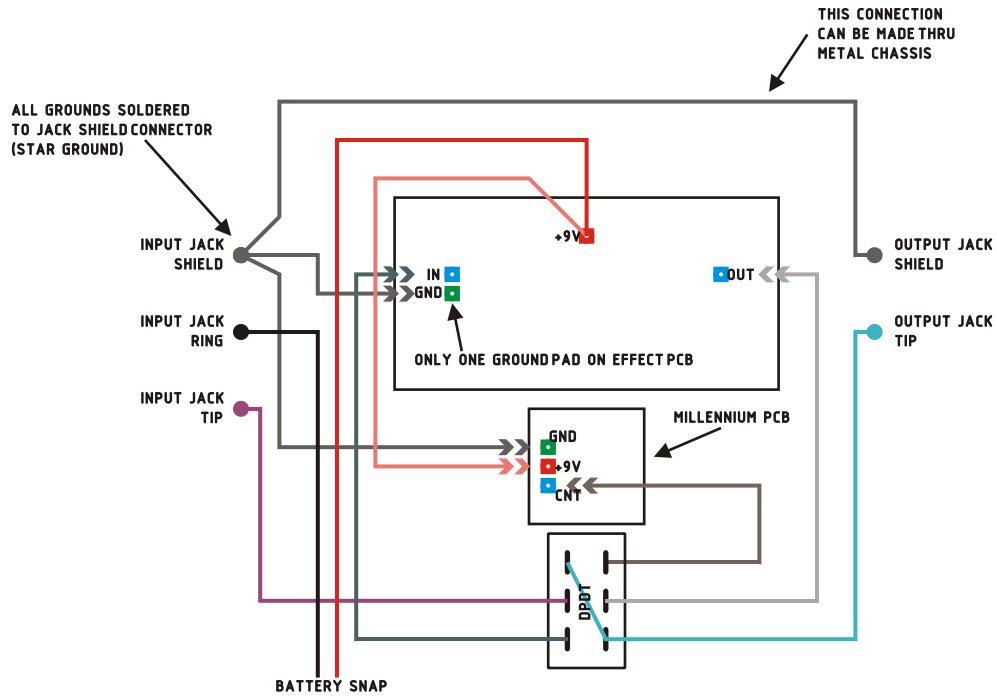 THIS CONNECTION
CAN BE MADE THRU
METAL CHASSIS
ALL GROUNDS SOLDERED
TO JACK SHIELD CONNECTOR
(STAR GROUND)
INPUT JACK
SHIELD
+9V
OUTPUT JACK
SHIELD
IN
OUT
GND
INPUT JACK
RING
OUTPUT JACK
TIP
ONLY ONE GROUND PAD ON EFFECT PCB
INPUT JACK
TIP
MILLENNIUM PCB
GND
+9V
CNT
DPDT
BATTERY SNAP